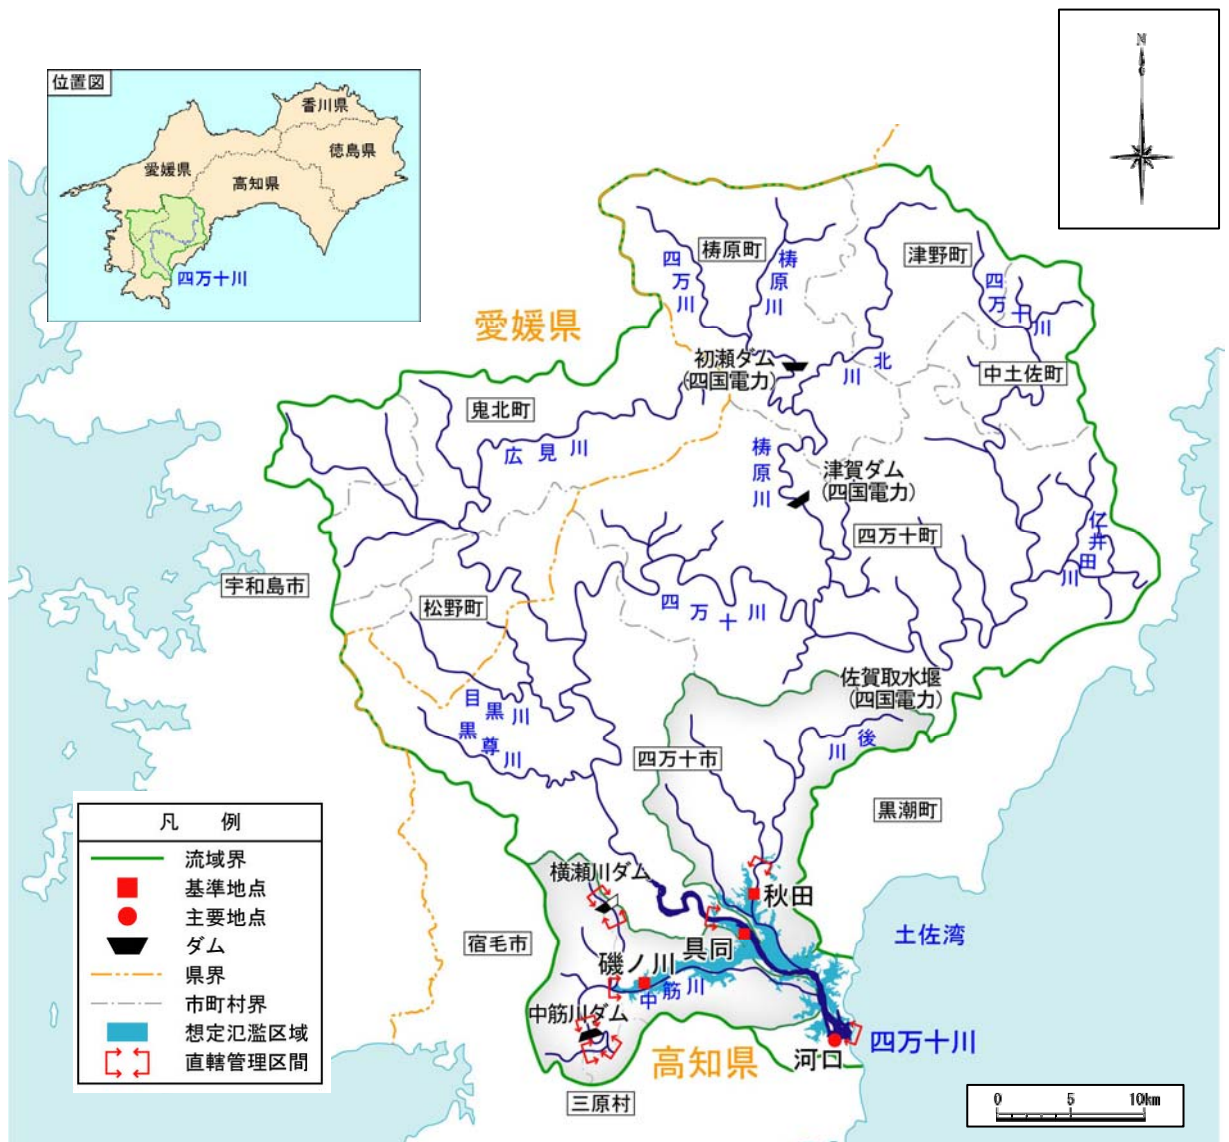 N
位置図
香川県
徳島県
愛媛県
高知県
四万十川
梼原町
津野町
四万川
梼原川
四万十川
愛媛県
初瀬ダム
(四国電力)
北川
中土佐町
鬼北町
広見川
梼原川
津賀ダム
(四国電力)
仁井田川
四万十町
宇和島市
松野町
四万十川
佐賀取水堰
(四国電力)
目黒川
黒尊川
後川
四万十市
黒潮町
凡 例
流域界
基準地点
主要地点
ダム
県界
市町村界
想定氾濫区域
直轄管理区間
横瀬川ダム
秋田
土佐湾
宿毛市
具同
磯ノ川
中筋川
中筋川ダム
四万十川
高知県
河口
三原村
0 5 10km